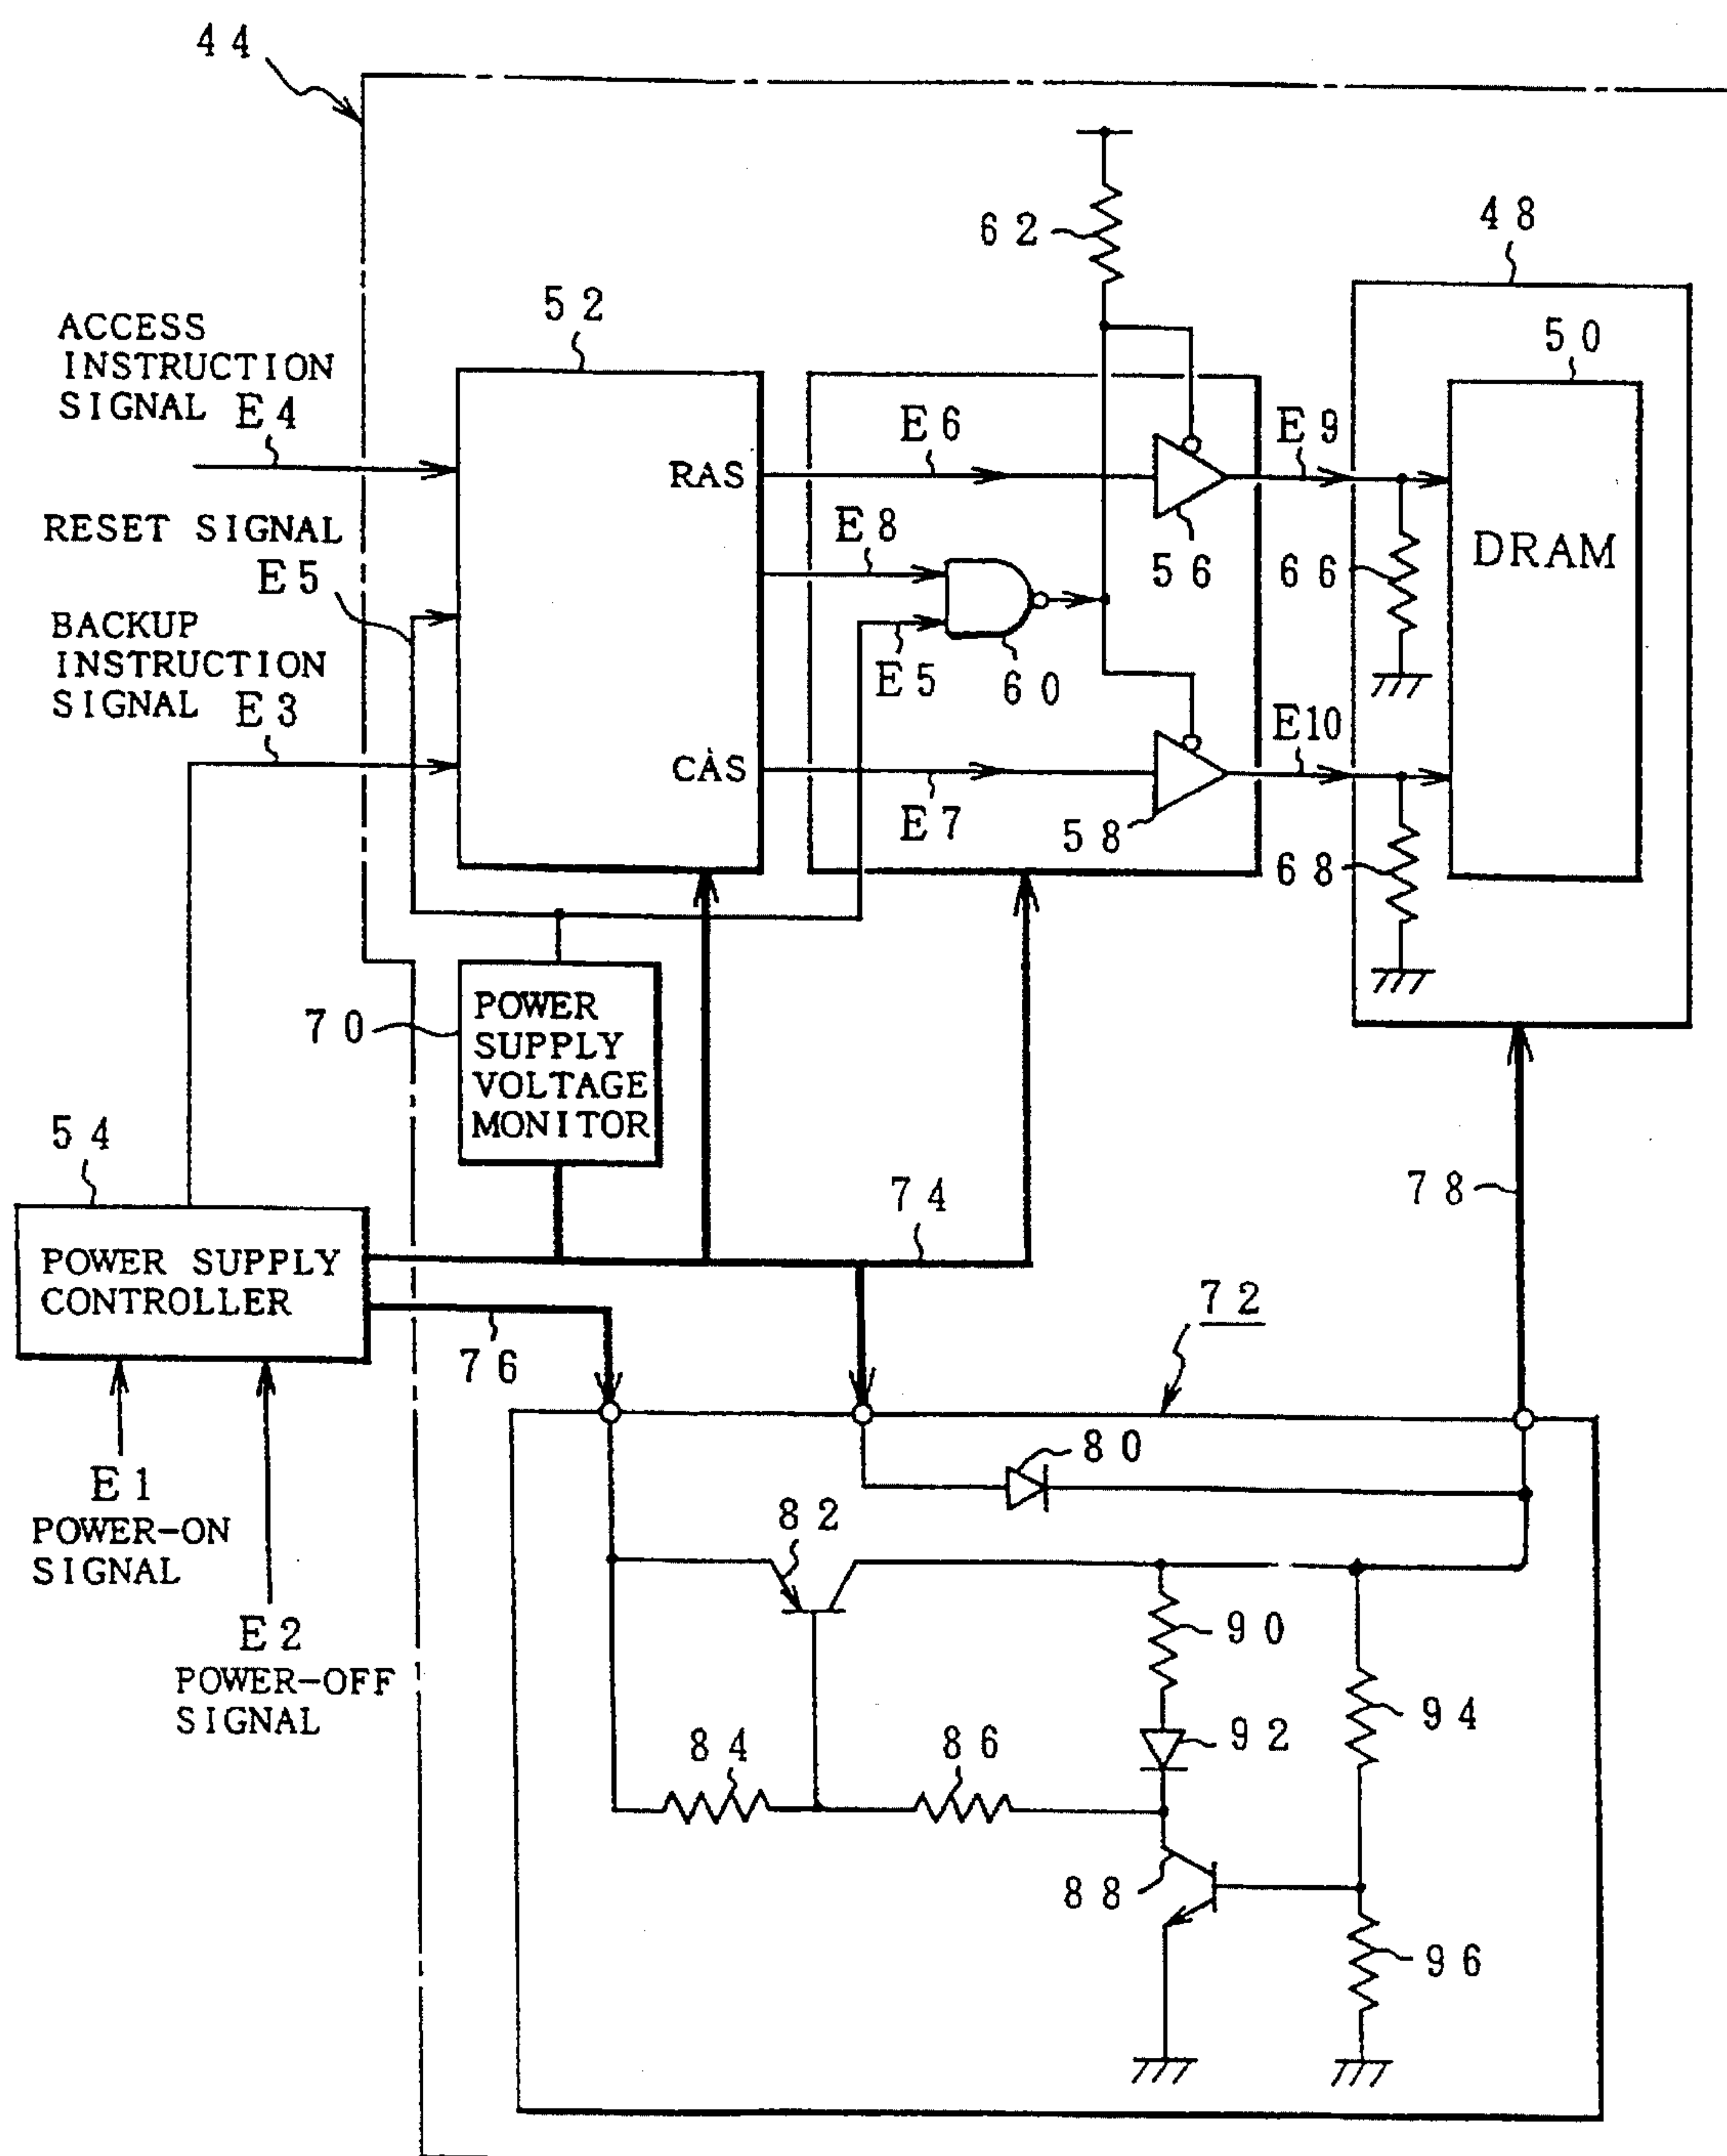 44
62
48
ACCESS
INSTRUCTION
SIGNAL E4
52
50
RAS
E6
E9
RESET SIGNAL
E5
E8
56
66
DRAM
BACKUP
INSTRUCTION
SIGNAL E3
E5
60
CAS
E7
58
E10
68
70
POWER
SUPPLY
VOLTAGE
MONITOR
54
74
78
POWER SUPPLY
CONTROLLER
76
72
E1
POWER-ON
SIGNAL
80
82
E2
POWER-OFF
SIGNAL
90
84
86
92
94
88
96